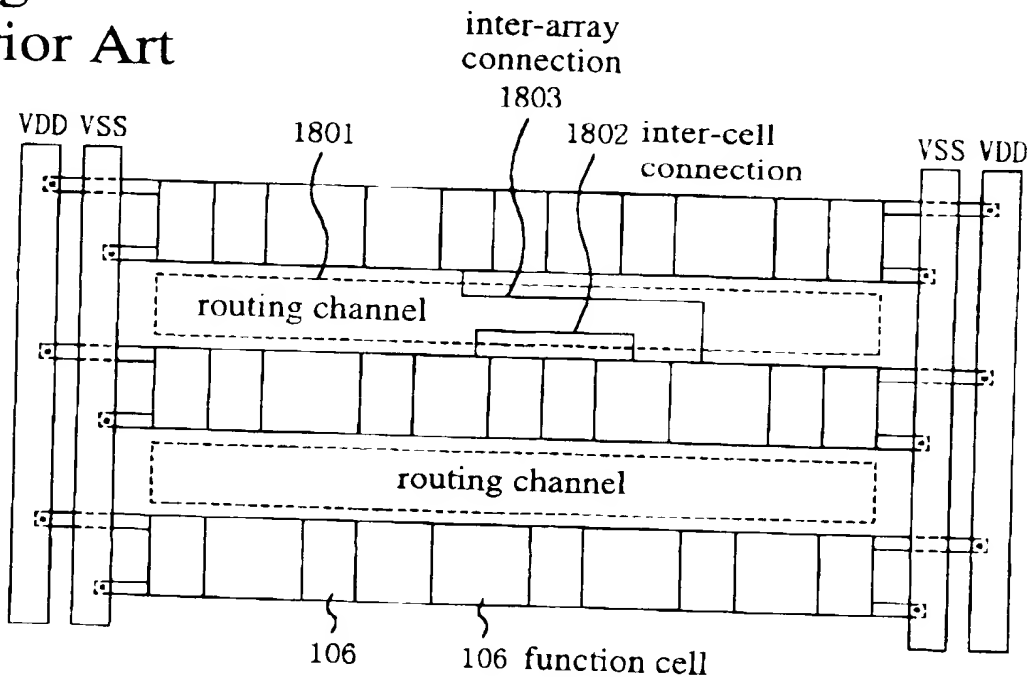 rior Art
inter-array
connection
1803
VDD VSS
1801
1802 inter-cell
connection
VSS VDD
routing channel
routing channel
106
106 function cell